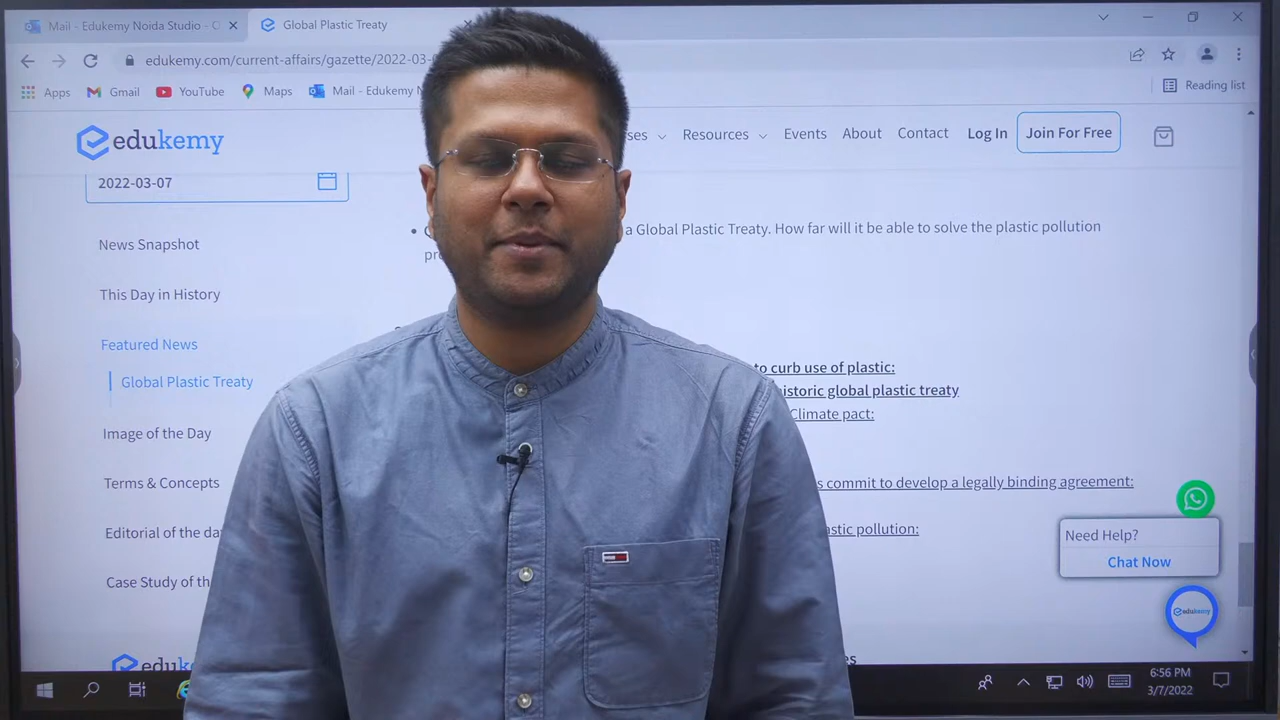 Mail - Edukemy Noida Studio - O
Global Plastic Treaty
edukemy.com/current-affairs/gazette/2022-03-
Apps
Gmail
YouTube
Maps
Mail - Edukemy N
Reading list
edukemy
Resources
Events
About
Contact
Log In
Join For Free
2022-03-07
a Global Plastic Treaty. How far will it be able to solve the plastic pollution
News Snapshot
This Day in History
Featured News
Global Plastic Treaty
to curb use of plastic:
historic global plastic treaty
Climate pact:
Image of the Day
Terms & Concepts
s commit to develop a legally binding agreement:
Editorial of the da
astic pollution:
Need Help?
Chat Now
Case Study of th
edukemy
eduke
6:56 PM
3/7/2022